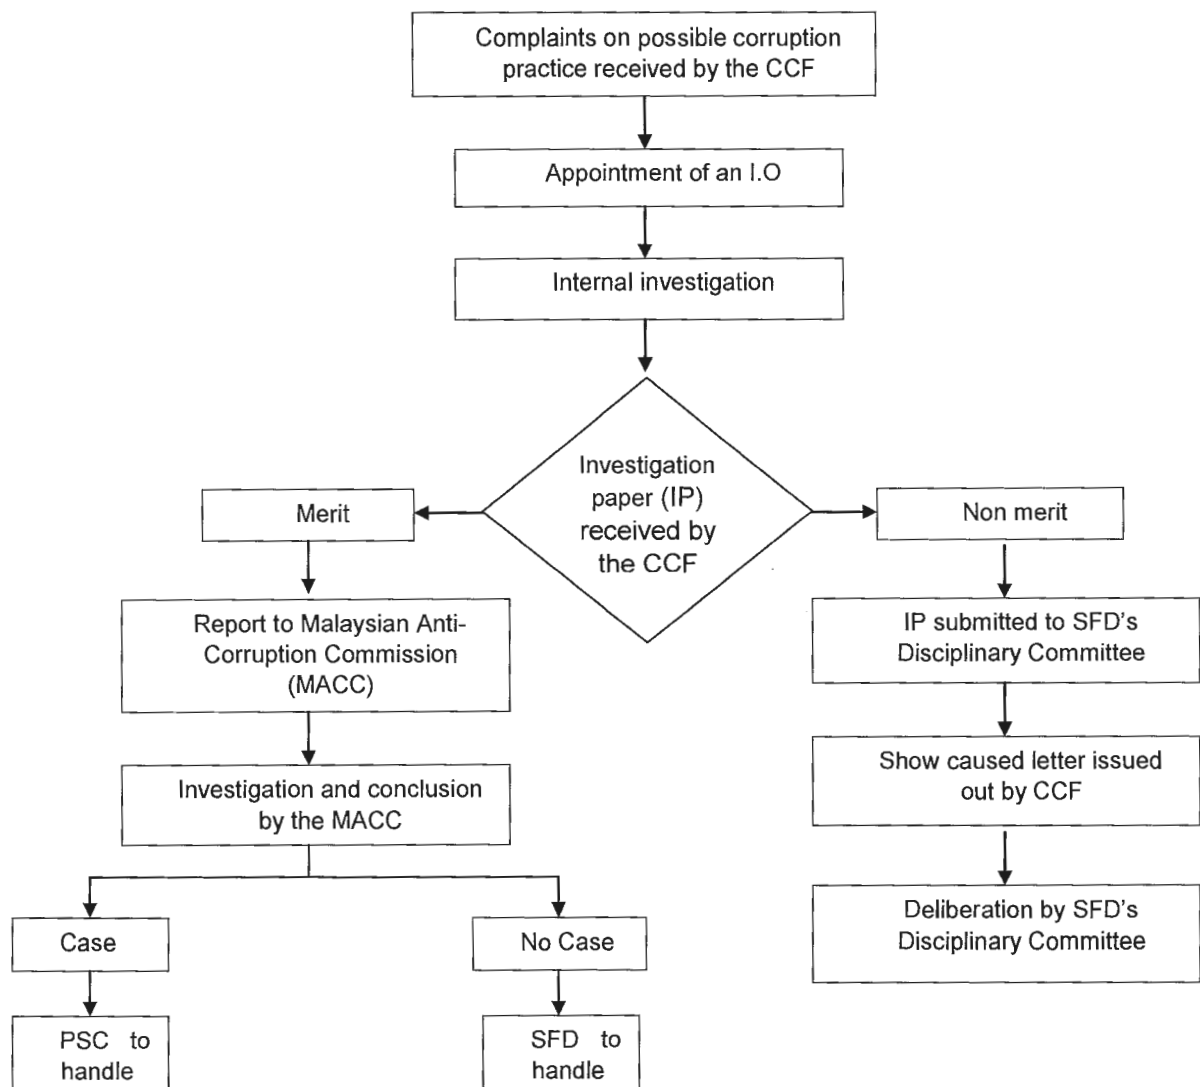 Complaints on possible corruption
practice received by the CCF
Appointment of an I.O
Internal investigation
Investigation
paper (IP)
received by
the CCF
Merit
Non merit
Report to Malaysian Anti-
Corruption Commission
(MACC)
IP submitted to SFD's
Disciplinary Committee
Investigation and conclusion
by the MACC
Show caused letter issued
out by CCF
Case
No Case
Deliberation by SFD's
Disciplinary Committee
PSC to
handle
SFD to
handle